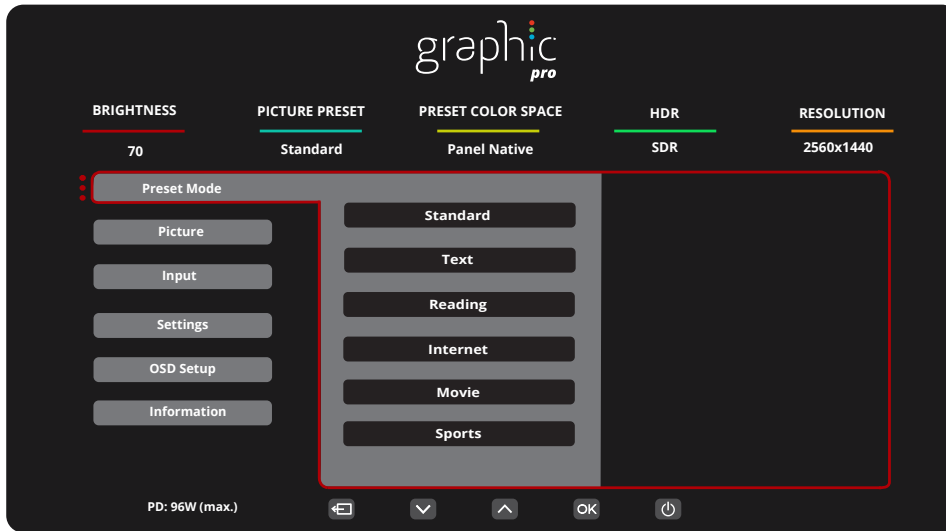 graphic
pro
BRIGHTNESS PICTURE PRESET PRESET COLOR SPACE HDR RESOLUTION
70 Standard Panel Native SDR 2560x1440
Preset Mode
Picture
Input
Settings
OSD Setup
Information
Standard
Text
Reading
Internet
Movie
Sports
PD: 96W (max.) OK